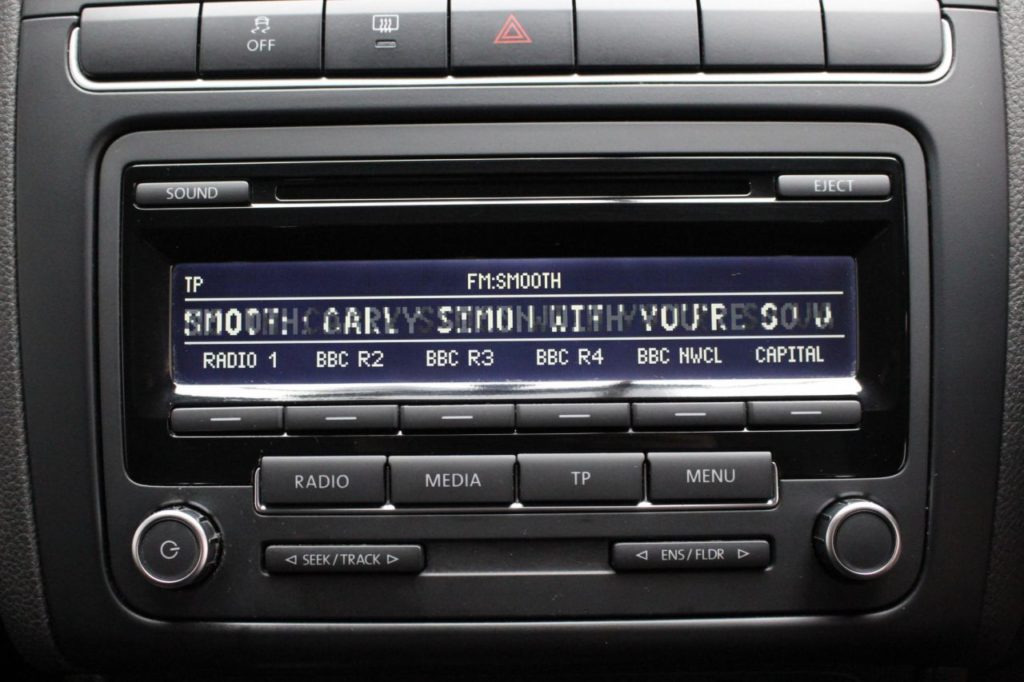 OFF
SOUND
EJECT
TP FM:SMOOTH
SMOOTH: CARLY SIMON WITH YOU'RE SO V
RADIO 1 BBC R2 BBC R3 BBC R4 BBC NWCL CAPITAL
RADIO MEDIA TP MENU
SEEK/TRACK ENS/FLDR